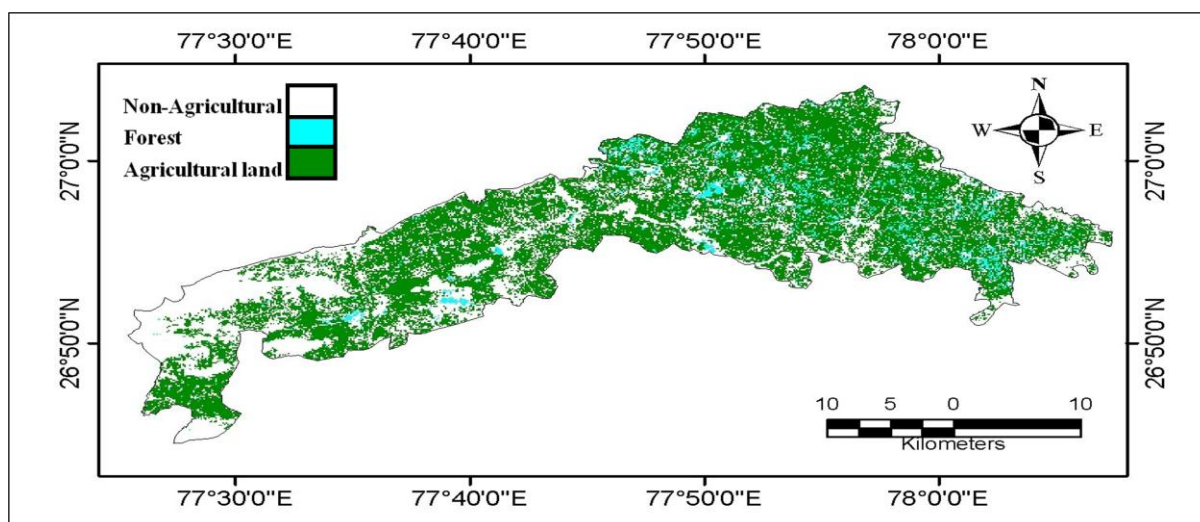 77°30'0"E 77°40'0"E 77°50'0"E 78°0'0"E
Non-Agricultural
Forest
Agricultural land
N
W E
S
27°0'0"N 27°0'0"N
26°50'0"N 26°50'0"N
10 5 0 10
Kilometers
77°30'0"E 77°40'0"E 77°50'0"E 78°0'0"E